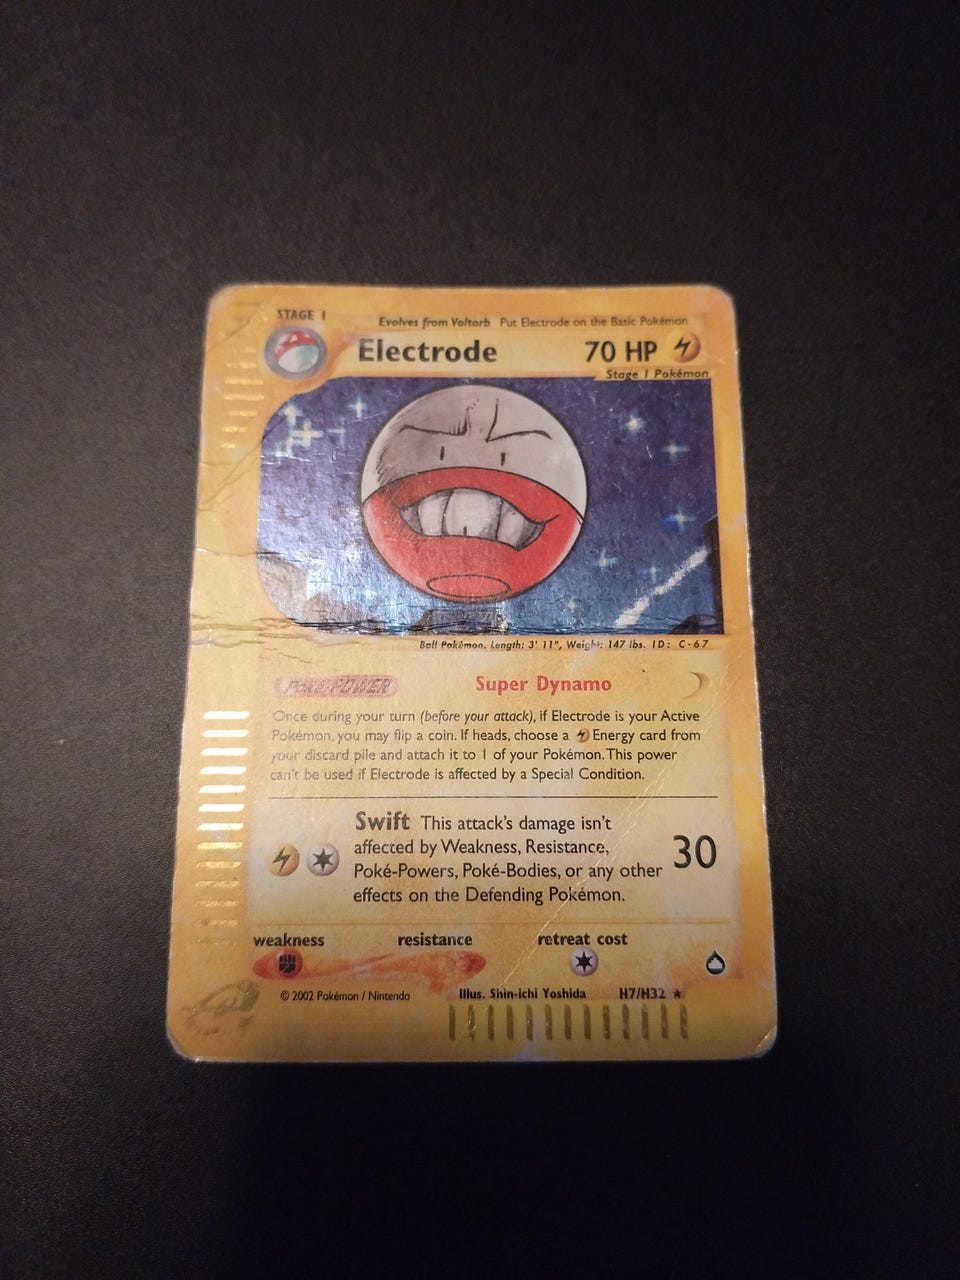 STAGE 1
Evolves from Voltorb Put Electrode on the Basic Pokémon
Electrode 70 HP
Stage 1 Pokémon
Ball Pokémon. Length: 3' 11", Weight: 147 lbs. ID: C-67
Poké-POWER Super Dynamo
Once during your turn (before your attack), if Electrode is your Active
Pokémon, you may flip a coin. If heads, choose a Energy card from
your discard pile and attach it to 1 of your Pokémon. This power
can't be used if Electrode is affected by a Special Condition.
Swift This attack's damage isn't
affected by Weakness, Resistance,
Poké-Powers, Poké-Bodies, or any other
effects on the Defending Pokémon.
30
weakness resistance retreat cost
© 2002 Pokémon / Nintendo Illus. Shin-ichi Yoshida H7/H32 ★